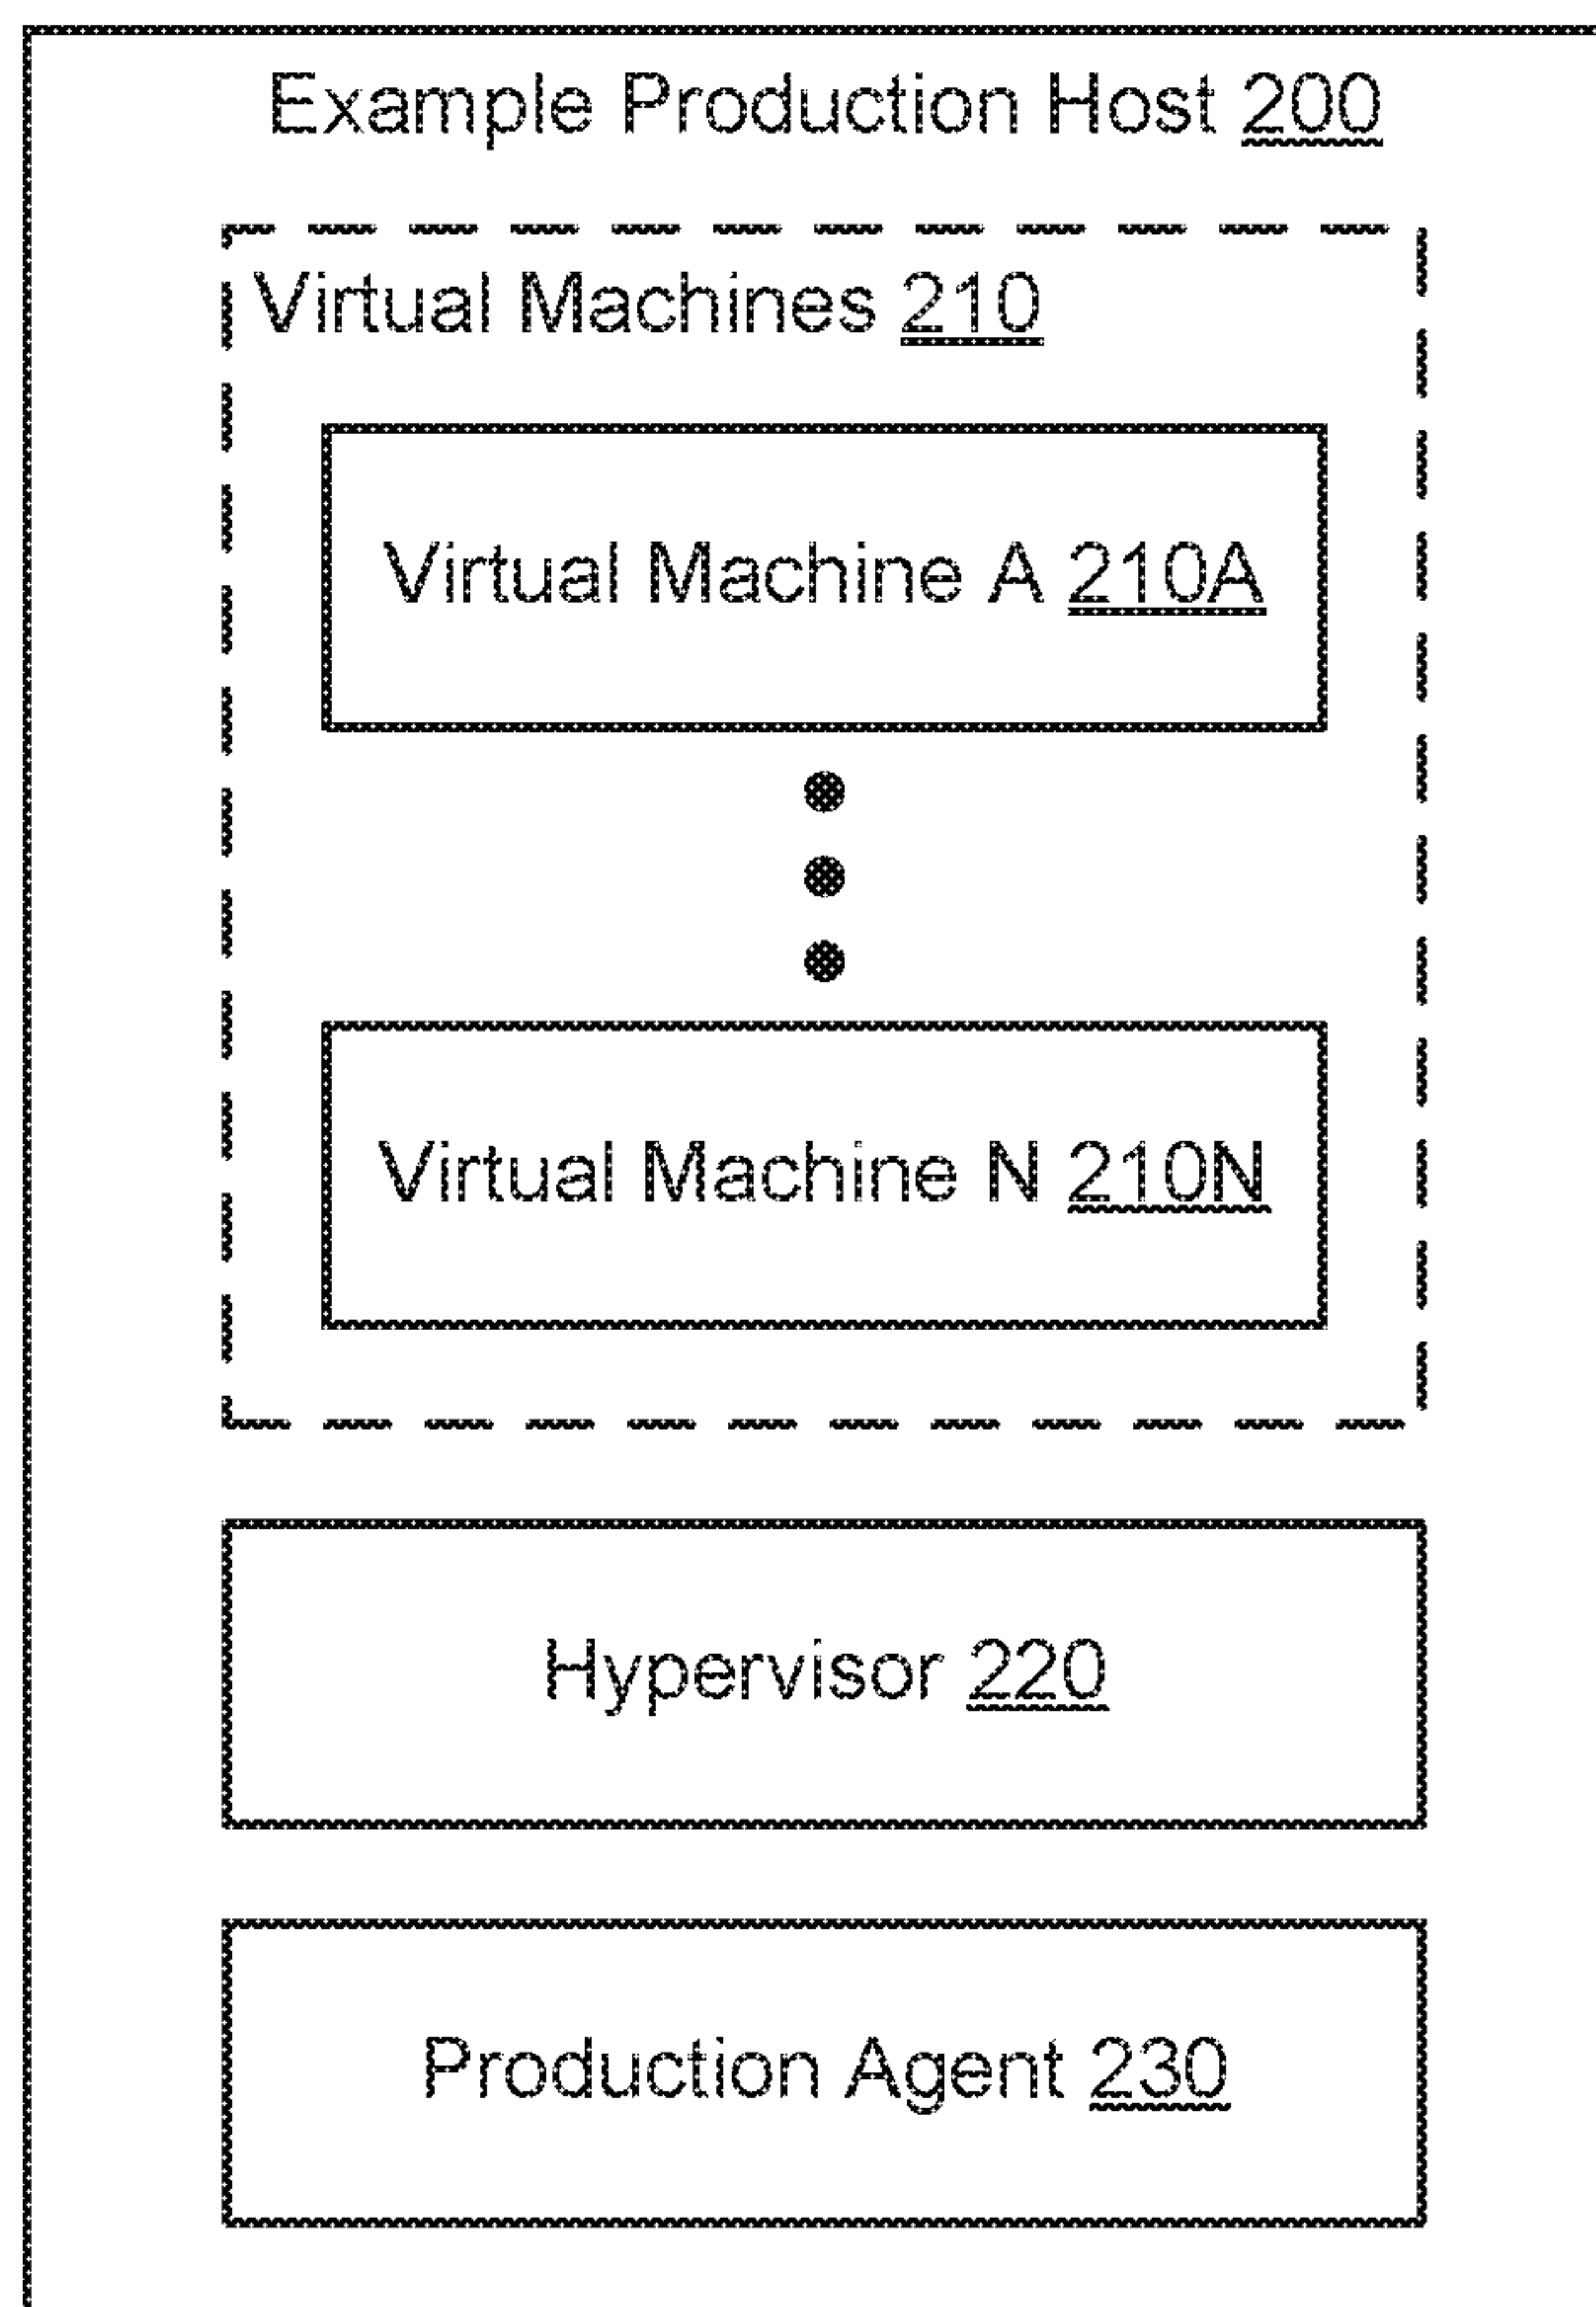 Example Production Host 200
Virtual Machines 210
Virtual Machine A 210A
Virtual Machine N 210N
Hypervisor 220
Production Agent 230